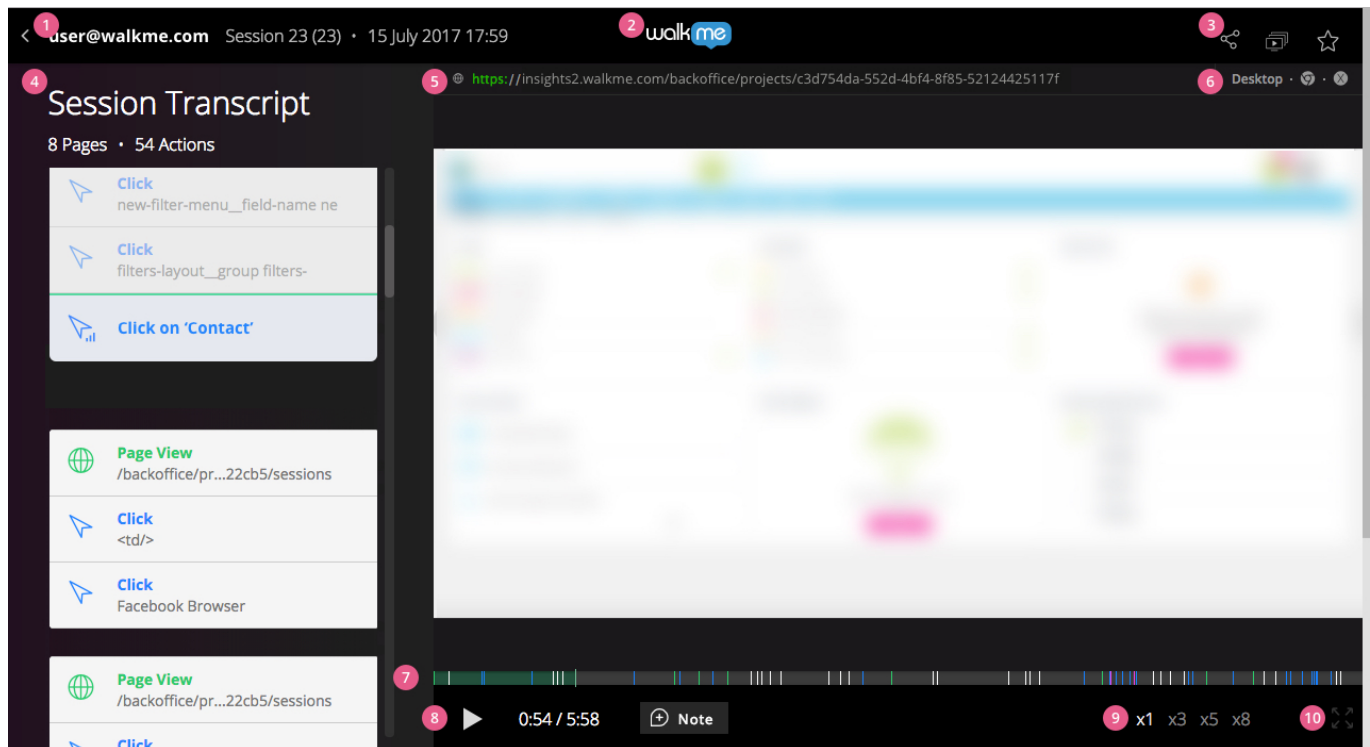 1 2 3
user@walkme.com Session 23 (23) • 15 July 2017 17:59
walkme
4 5 https://insights2.walkme.com/backoffice/projects/c3d754da-552d-4bf4-8f85-52124425117f 6 Desktop
Session Transcript
8 Pages • 54 Actions
Click
new-filter-menu__field-name ne
Click
filters-layout__group filters-
Click on ‘Contact’
Page View
/backoffice/pr...22cb5/sessions
Click
<td/>
Click
Facebook Browser
Page View
/backoffice/pr...22cb5/sessions
Click
7
8 0:54 / 5:58 Note 9 x1 x3 x5 x8 10